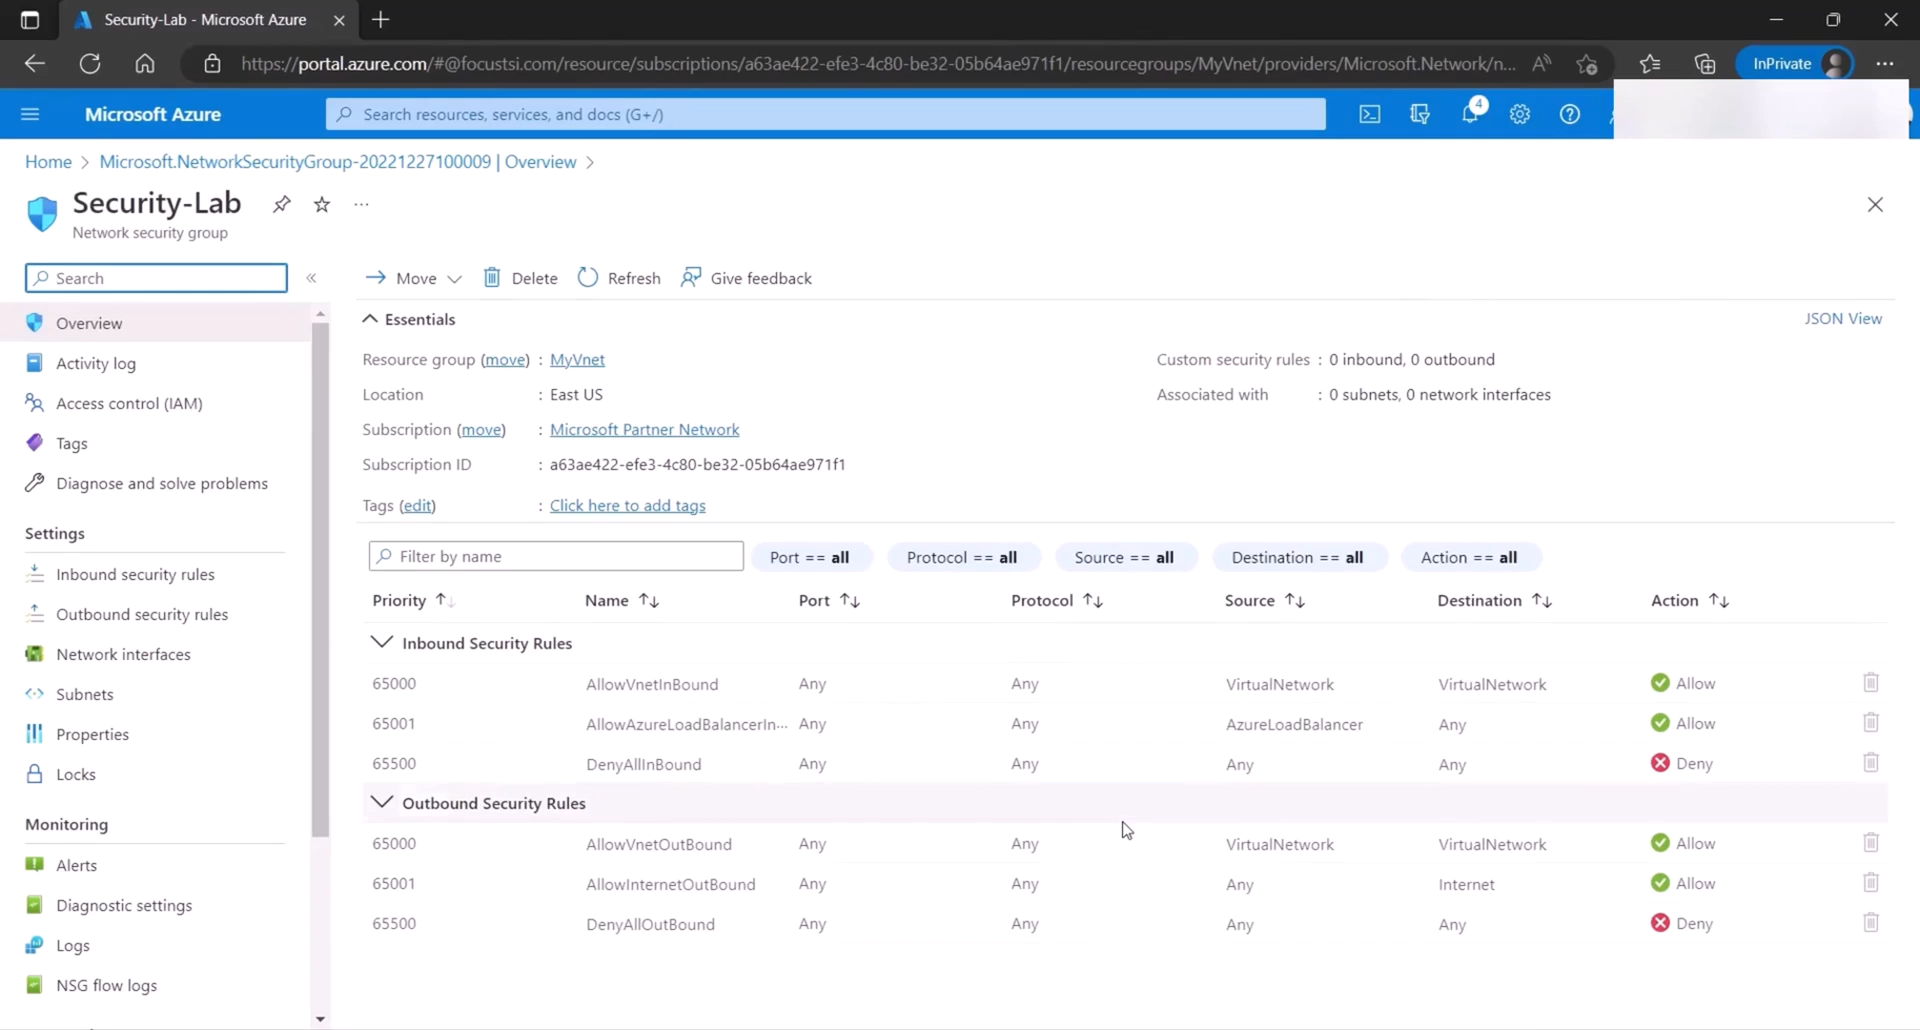 Security-Lab - Microsoft Azure
https://portal.azure.com/#@focustsi.com/resource/subscriptions/a63ae422-efe3-4c80-be32-05b64ae971f1/resourcegroups/MyVnet/providers/Microsoft.Network/n...
InPrivate
Microsoft Azure
Search resources, services, and docs (G+/)
4
Home > Microsoft.NetworkSecurityGroup-20221227100009 | Overview >
Security-Lab
Network security group
Search
Move
Delete
Refresh
Give feedback
Overview
Activity log
Access control (IAM)
Tags
Diagnose and solve problems
Settings
Inbound security rules
Outbound security rules
Network interfaces
Subnets
Properties
Locks
Monitoring
Alerts
Diagnostic settings
Logs
NSG flow logs
Essentials
JSON View
Resource group (move) : MyVnet
Location : East US
Subscription (move) : Microsoft Partner Network
Subscription ID : a63ae422-efe3-4c80-be32-05b64ae971f1
Tags (edit) : Click here to add tags
Custom security rules : 0 inbound, 0 outbound
Associated with : 0 subnets, 0 network interfaces
Filter by name
Port == all
Protocol == all
Source == all
Destination == all
Action == all
Priority Name Port Protocol Source Destination Action
Inbound Security Rules
65000 AllowVnetInBound Any Any VirtualNetwork VirtualNetwork Allow
65001 AllowAzureLoadBalancerIn... Any Any AzureLoadBalancer Any Allow
65500 DenyAllInBound Any Any Any Any Deny
Outbound Security Rules
65000 AllowVnetOutBound Any Any VirtualNetwork VirtualNetwork Allow
65001 AllowInternetOutBound Any Any Any Internet Allow
65500 DenyAllOutBound Any Any Any Any Deny